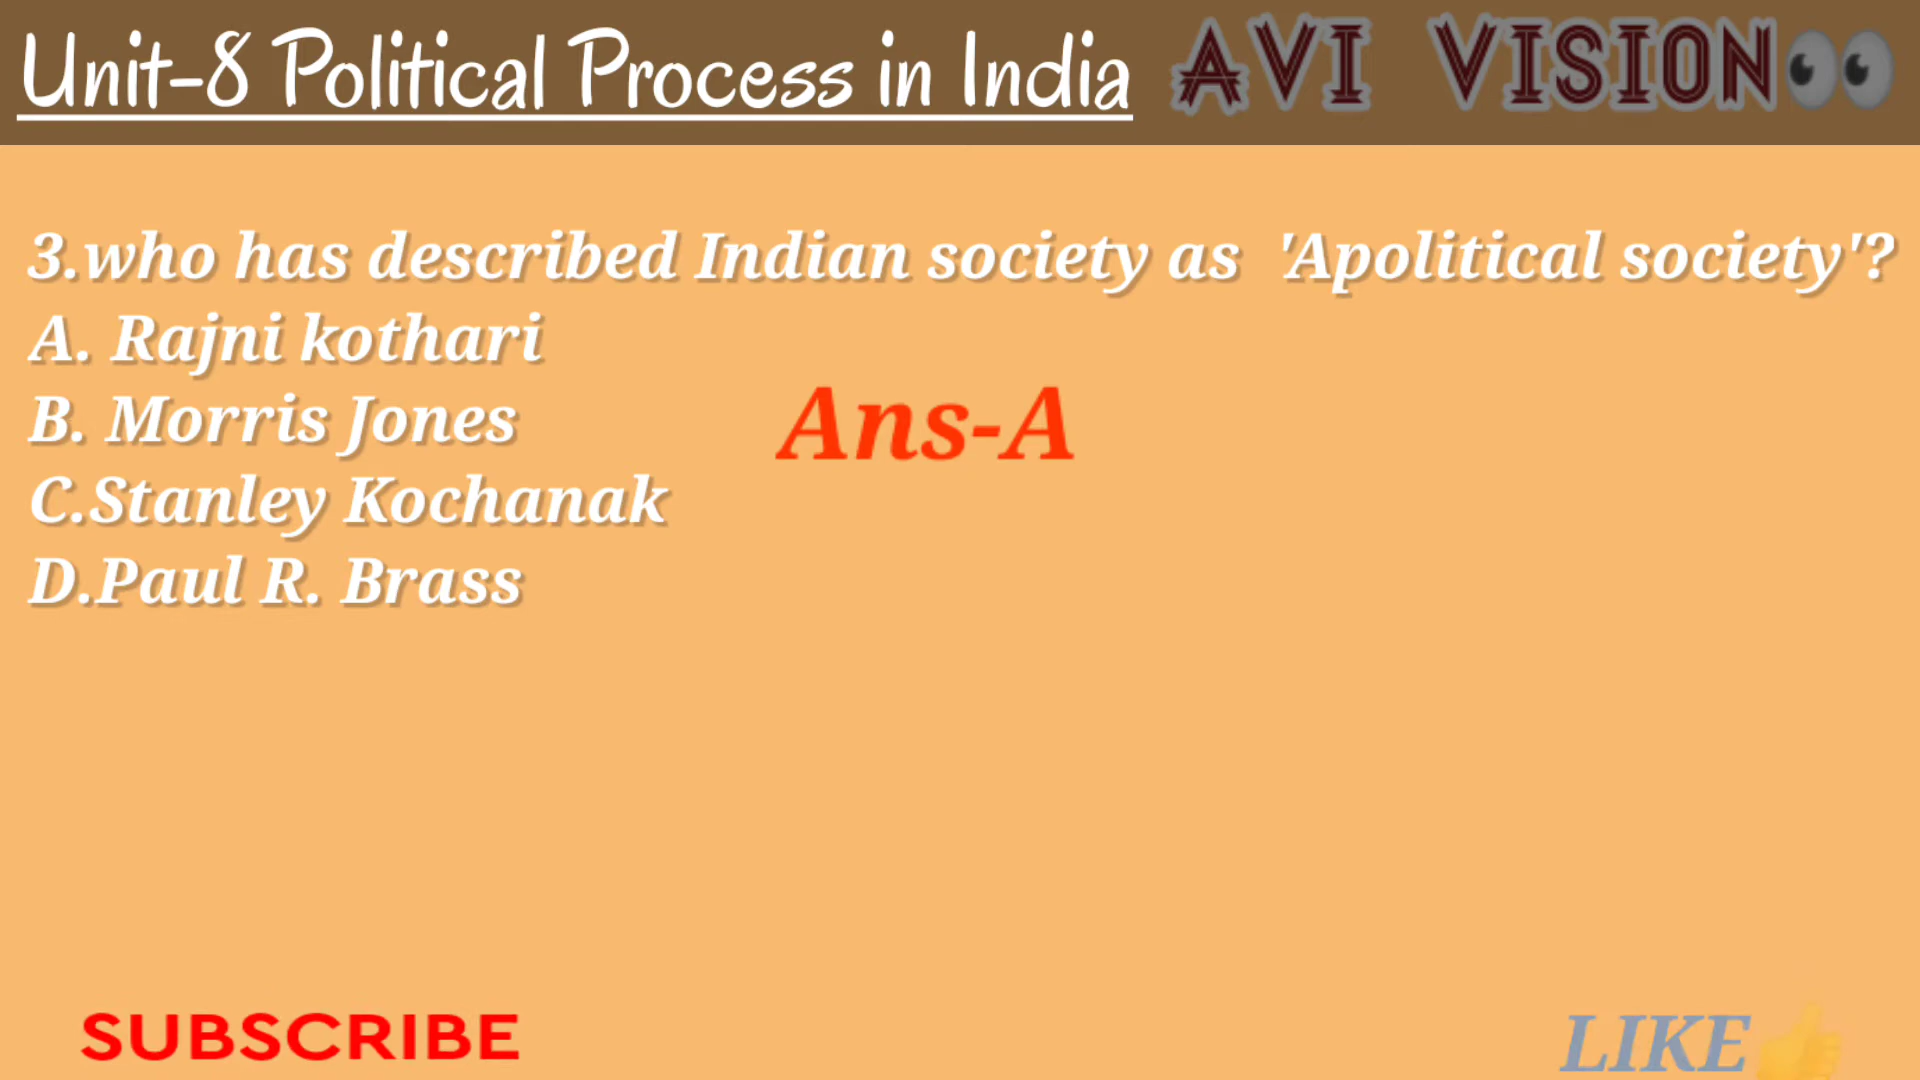 Unit-8 Political Process in India AVI VISION👀
3.who has described Indian society as 'Apolitical society'?
A. Rajni kothari
B. Morris Jones
Ans-A
C.Stanley Kochanak
D.Paul R. Brass
SUBSCRIBE
LIKE👍